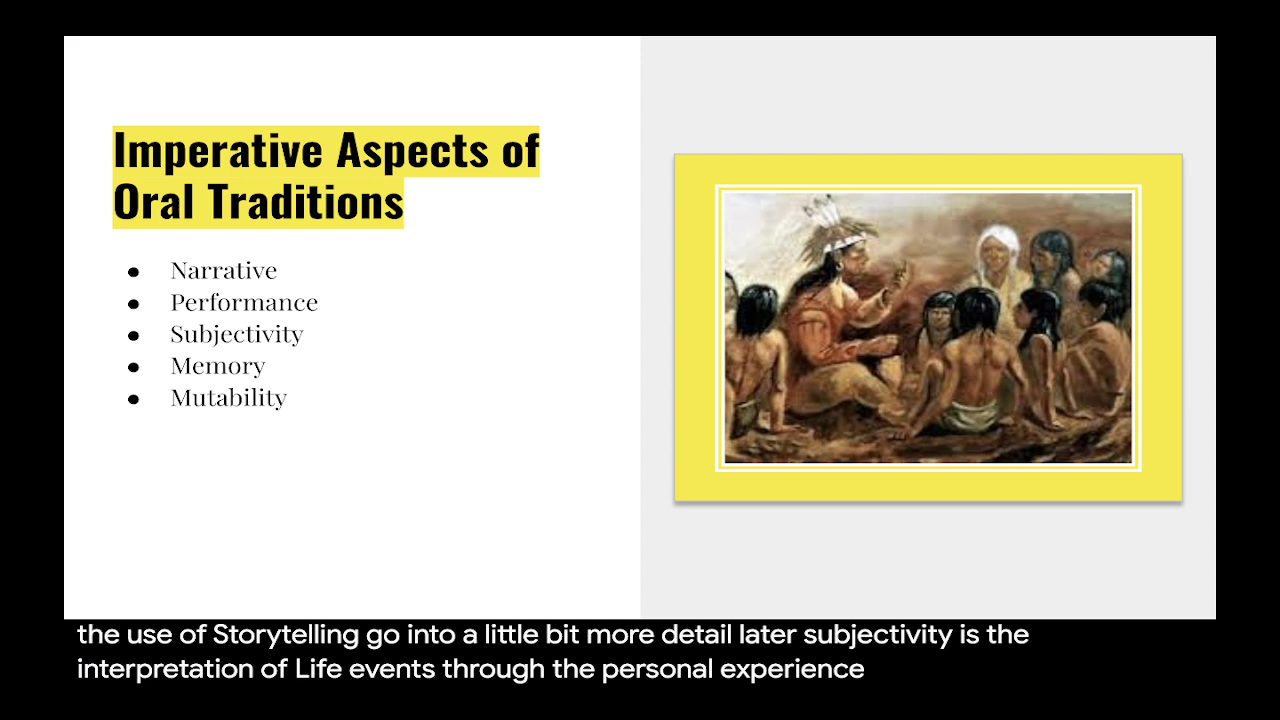 Imperative Aspects of
Oral Traditions
● Narrative
● Performance
● Subjectivity
● Memory
● Mutability
the use of Storytelling go into a little bit more detail later subjectivity is the
interpretation of Life events through the personal experience